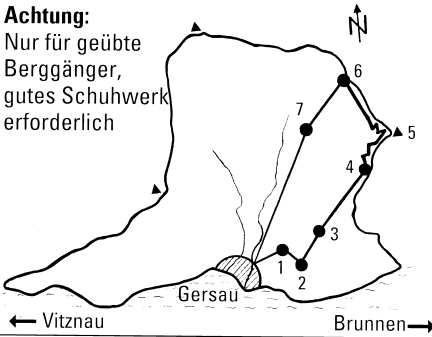 Achtung:
Nur für geübte
Berggänger,
gutes Schuhwerk
erforderlich
N
6
7
5
4
3
1
2
Gersau
← Vitznau
Brunnen →